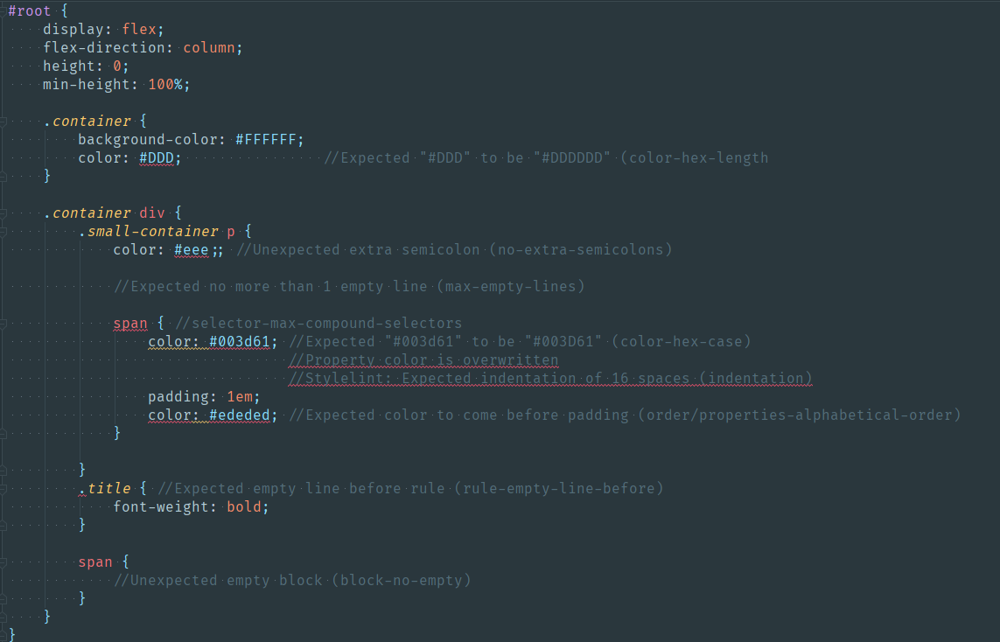 #root {
    display: flex;
    flex-direction: column;
    height: 0;
    min-height: 100%;

    .container {
        background-color: #FFFFFF;
        color: #DDD;                 //Expected "#DDD" to be "#DDDDDD" (color-hex-length
    }

    .container div {
        .small-container p {
            color: #eee;; //Unexpected extra semicolon (no-extra-semicolons)

            //Expected no more than 1 empty line (max-empty-lines)

            span { //selector-max-compound-selectors
                color: #003d61; //Expected "#003d61" to be "#003D61" (color-hex-case)
                                //Property color is overwritten
                                //Stylelint: Expected indentation of 16 spaces (indentation)
                padding: 1em;
                color: #ededed; //Expected color to come before padding (order/properties-alphabetical-order)
            }

        }
        .title { //Expected empty line before rule (rule-empty-line-before)
            font-weight: bold;
        }

        span {
            //Unexpected empty block (block-no-empty)
        }
    }
}